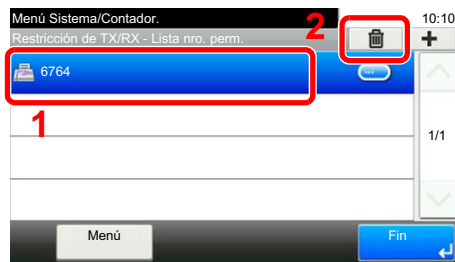 Menú Sistema/Contador.
10:10
Restricción de TX/RX - Lista nro. perm.
2
6764
1
1/1
Menú
Fin